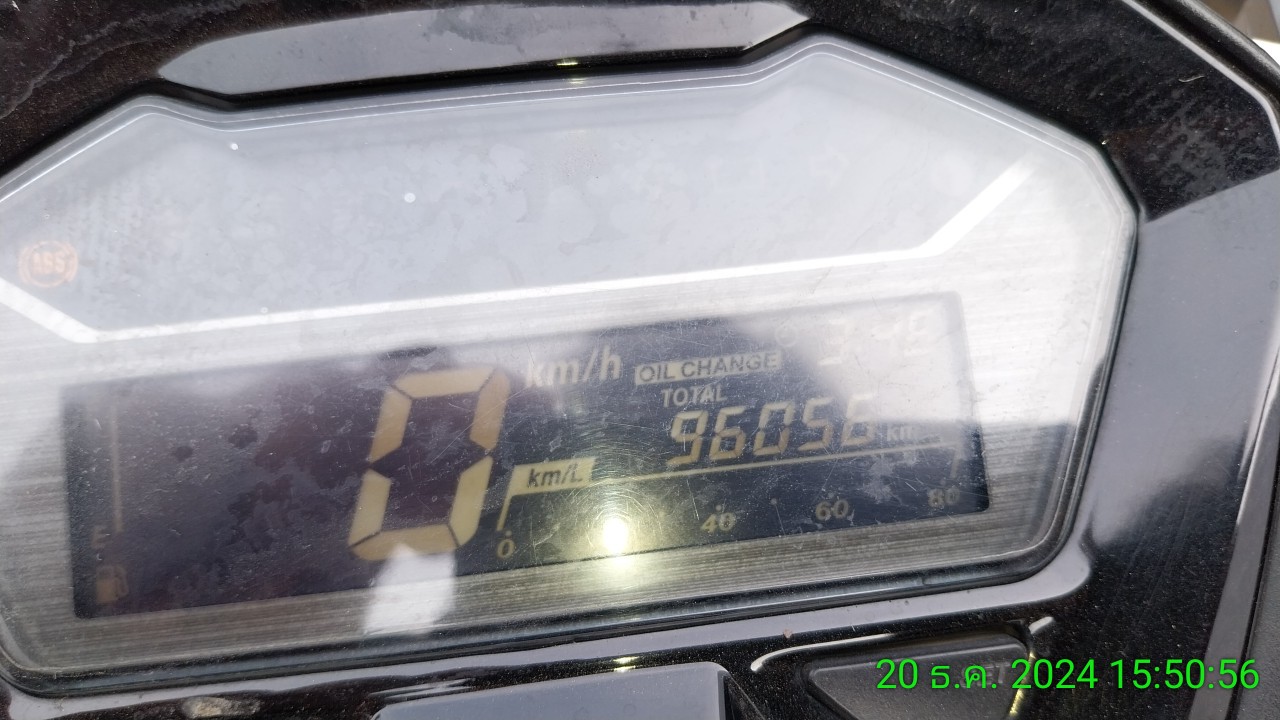 ABS
km/h
OIL CHANGE
TOTAL
96056 km
0
km/L
0 40 60 80
E
20 ธ.ค. 2024 15:50:56